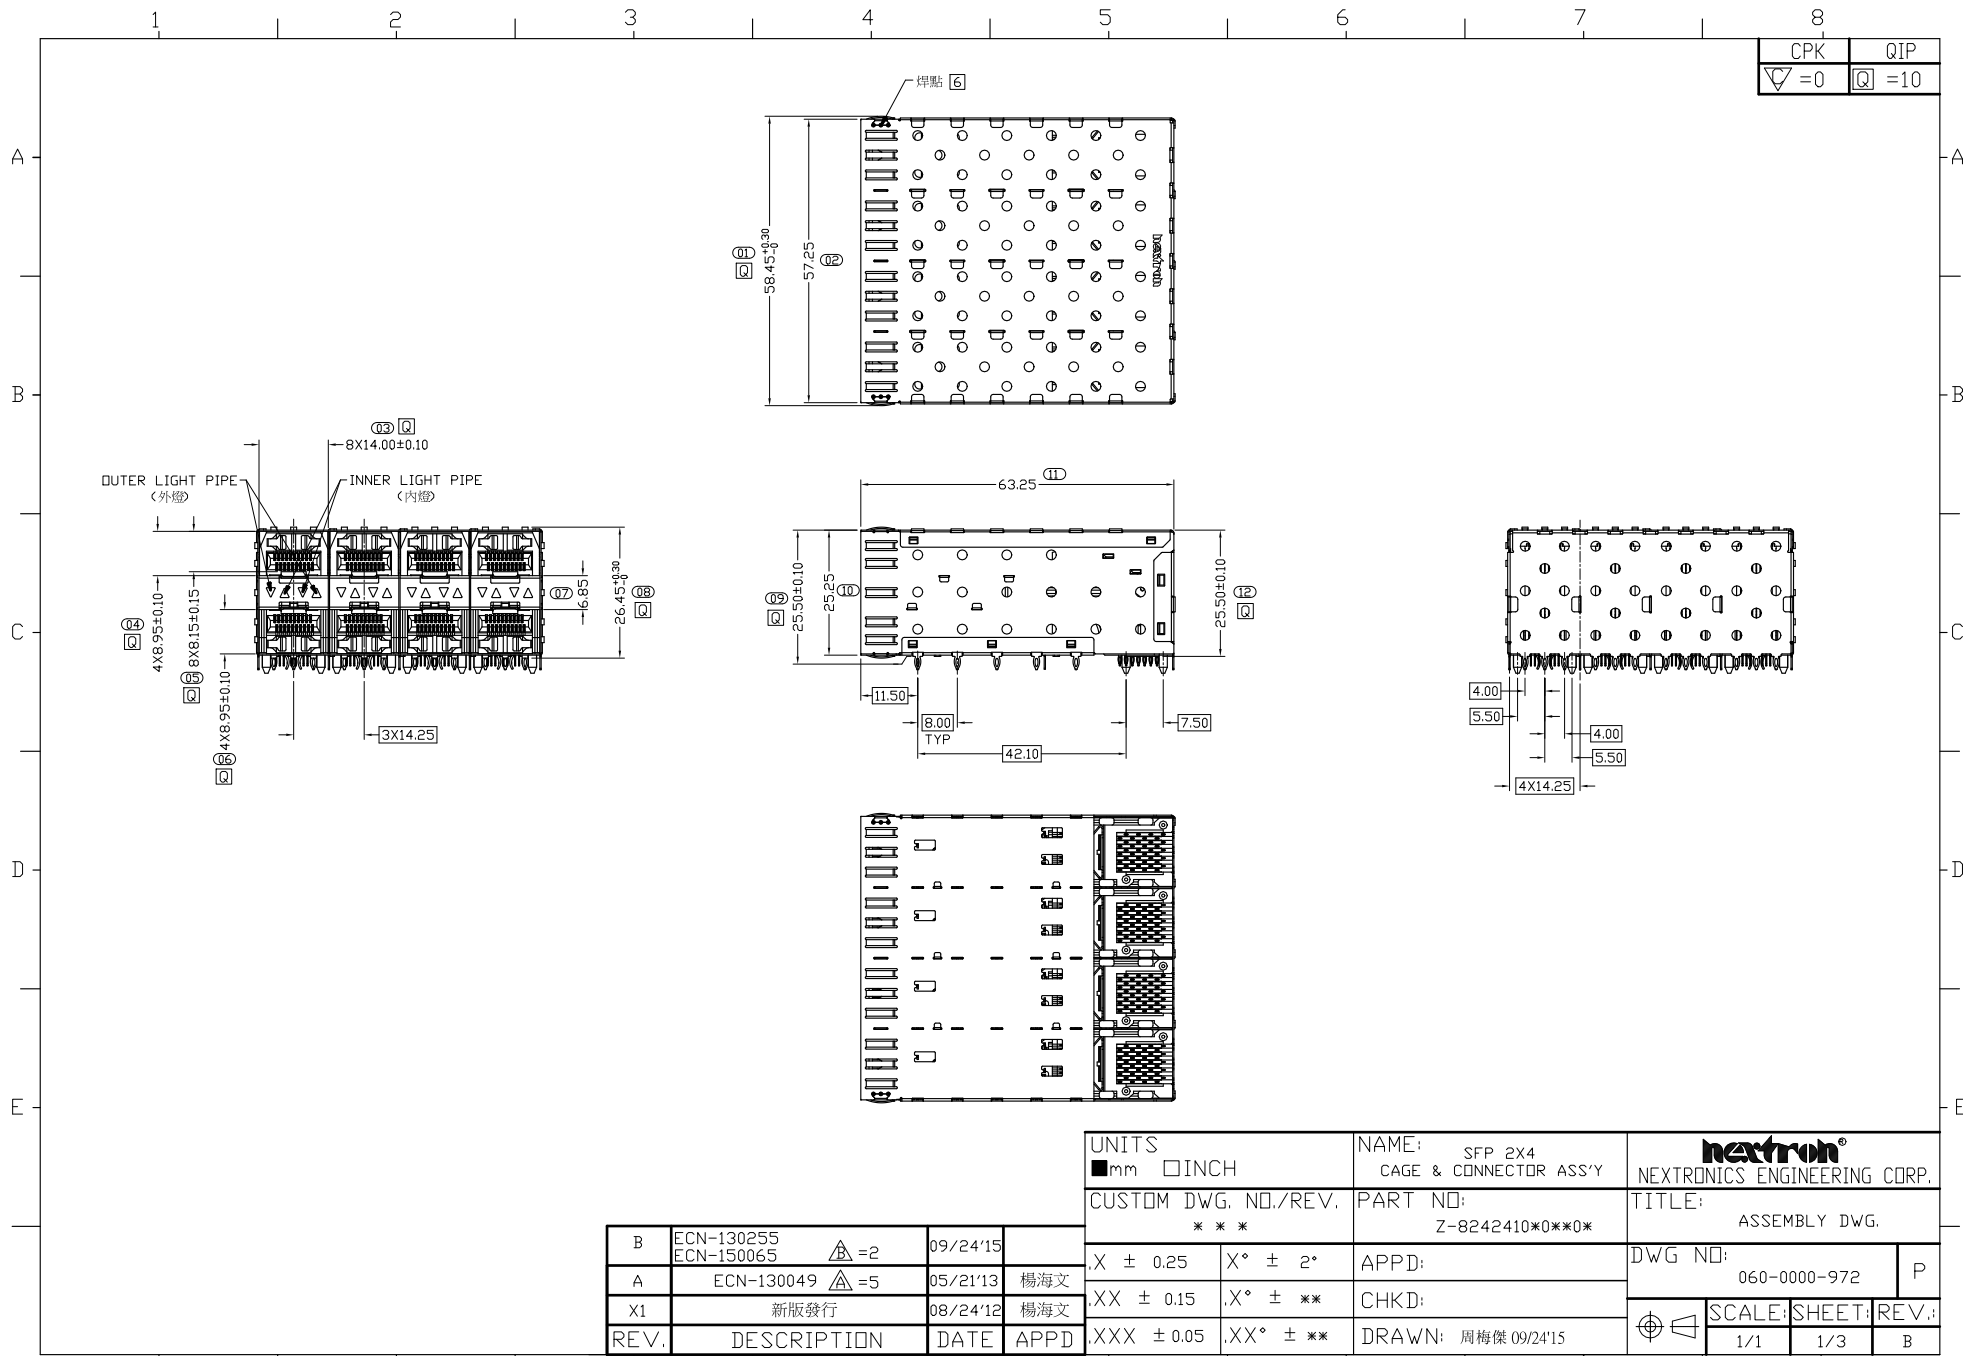 1 2 3 4 5 6 7 8
CPK QIP
C =0 Q =10
A A
B B
C C
D D
E E
焊點 6
01
Q
58.45 +0.30 -0
57.25
02
nextron
03 Q
8X14.00±0.10
OUTER LIGHT PIPE
(外燈)
INNER LIGHT PIPE
(內燈)
04
Q
4X8.95±0.10
05
Q
8X8.15±0.15
06
Q
4X8.95±0.10
3X14.25
07
6.85
08
Q
26.45 +0.30 -0
11
63.25
09
Q
25.50±0.10
25.25
10
12
Q
25.50±0.10
11.50
8.00
TYP
42.10
7.50
4.00
5.50
4.00
5.50
4X14.25
UNITS
■mm □INCH
NAME: SFP 2X4
CAGE & CONNECTOR ASS'Y
nextron®
NEXTRONICS ENGINEERING CORP.
CUSTOM DWG. NO./REV.
* * *
PART NO:
Z-8242410*0**0*
TITLE:
ASSEMBLY DWG.
.X ± 0.25 X° ± 2°
.XX ± 0.15 .X° ± **
.XXX ± 0.05 .XX° ± **
APPD:
CHKD:
DRAWN: 周梅傑 09/24'15
DWG NO:
060-0000-972
P
SCALE: SHEET: REV.:
1/1 1/3 B
B ECN-130255
ECN-150065 B =2 09/24'15
A ECN-130049 A =5 05/21'13 楊海文
X1 新版發行 08/24'12 楊海文
REV. DESCRIPTION DATE APPD